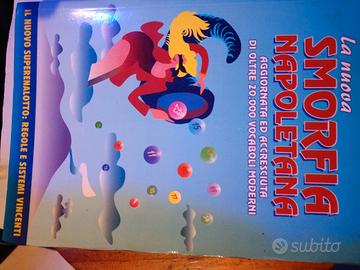 la nuova
SMORFIA
NAPOLETANA
AGGIORNATA ED ACCRESCIUTA
DI OLTRE 20.000 VOCABOLI MODERNI
IL NUOVO SUPERENALOTTO: REGOLE E SISTEMI VINCENTI
subito